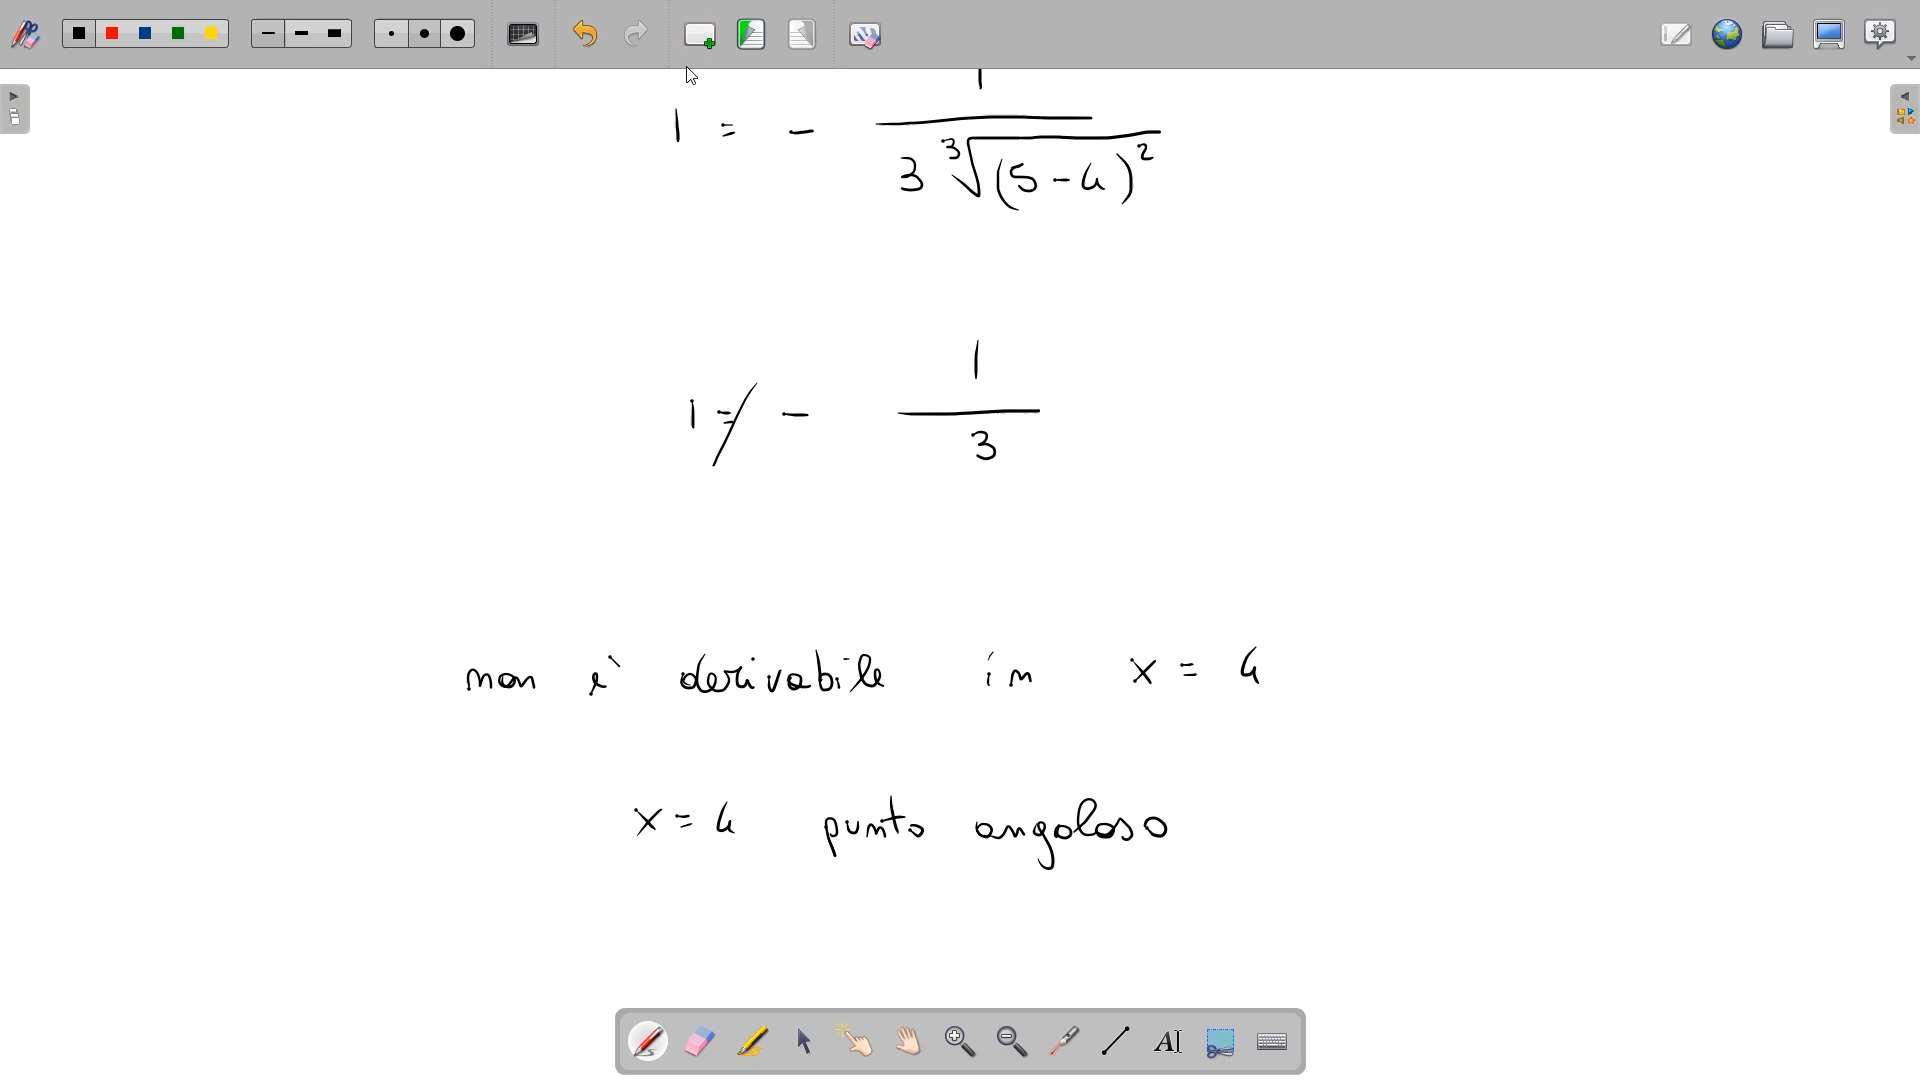 1 = - 1 / 3 ∛(5-4)²
1 ≠ - 1 / 3
non e' derivabile in x = 4
x = 4 punto angoloso